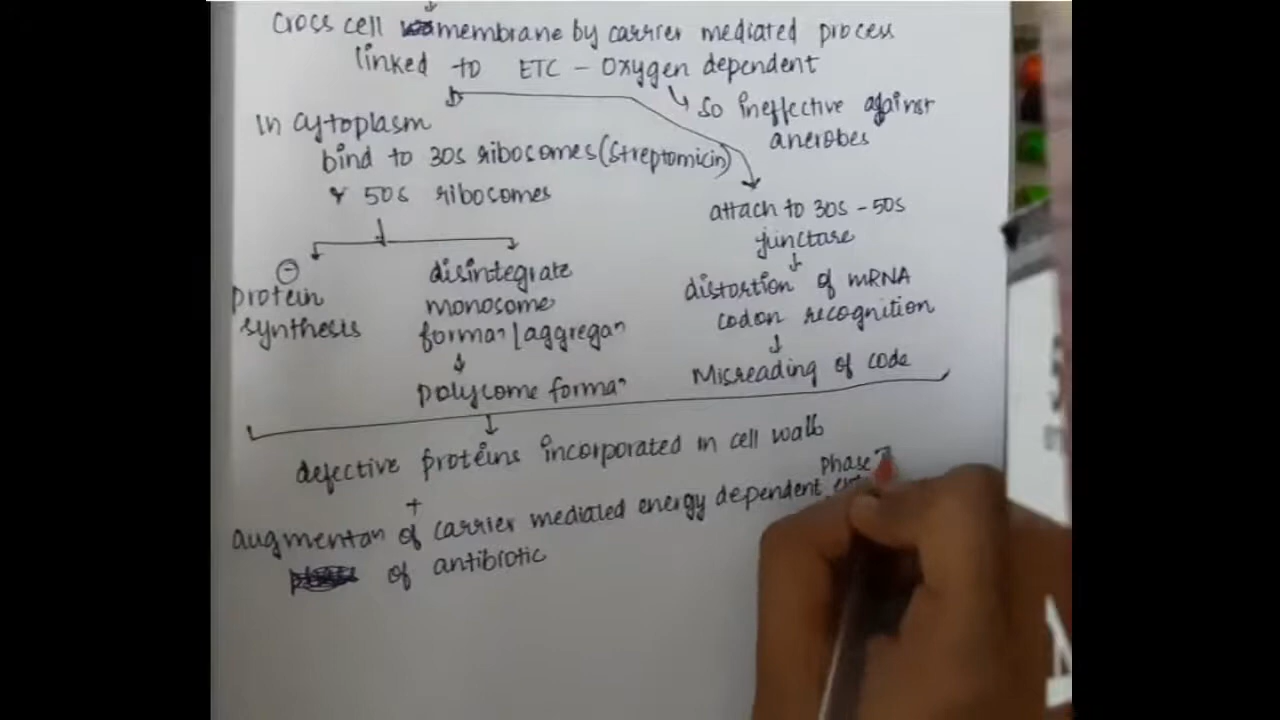 cross cell membrane by carrier mediated process
linked to ETC - Oxygen dependent
so ineffective against
anerobes
In cytoplasm
bind to 30s ribosomes (Streptomicin)
& 50s ribosomes
⊖
protein
synthesis
disintegrate
monosome
forma^n / aggrega^n
polysome forma^n
attach to 30s - 50s
junctare
distortion of mRNA
codon recognition
Misreading of code
defective proteins incorporated in cell walls
+
augmenta^n of carrier mediated energy dependent
phase
of antibiotic